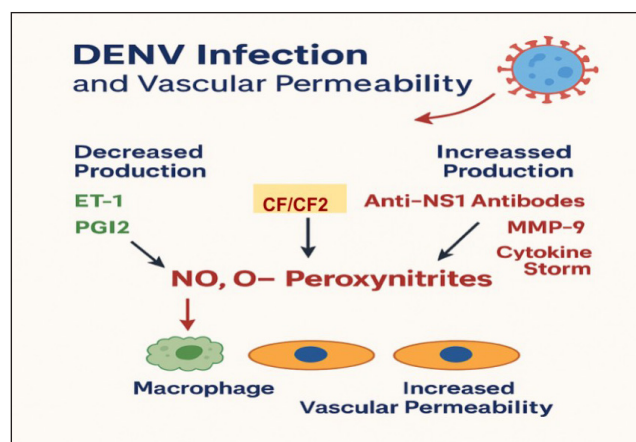 DENV Infection
and Vascular Permeability
Decreased
Production
ET-1
PGI2
CF/CF2
Increassed
Production
Anti-NS1 Antibodies
MMP-9
Cytokine
Storm
NO, O– Peroxynitrites
Macrophage
Increased
Vascular Permeability